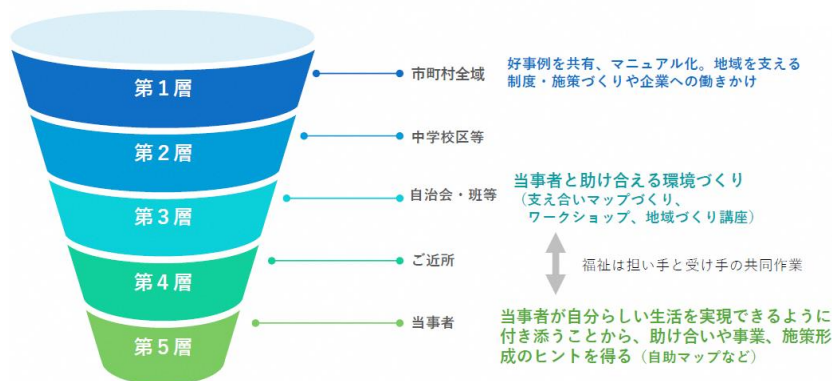 第1層
市町村全域
好事例を共有、マニュアル化。地域を支える
制度・施策づくりや企業への働きかけ
第2層
中学校区等
第3層
自治会・班等
当事者と助け合える環境づくり
（支え合いマップづくり、
ワークショップ、地域づくり講座）
第4層
ご近所
福祉は担い手と受け手の共同作業
第5層
当事者
当事者が自分らしい生活を実現できるように
付き添うことから、助け合いや事業、施策形
成のヒントを得る（自助マップなど）